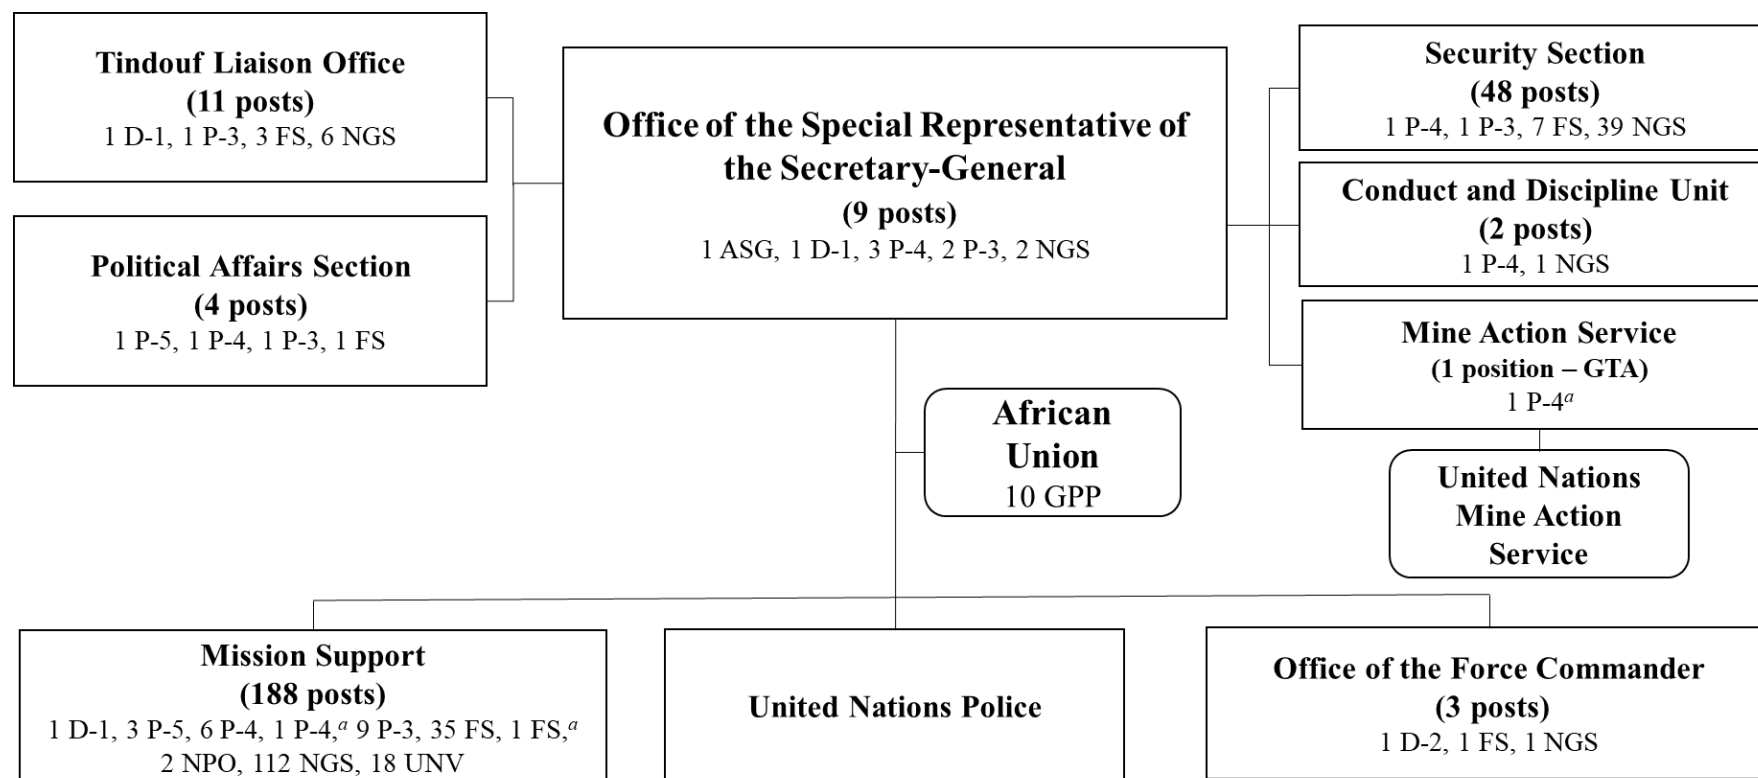 Tindouf Liaison Office
(11 posts)
1 D-1, 1 P-3, 3 FS, 6 NGS
Political Affairs Section
(4 posts)
1 P-5, 1 P-4, 1 P-3, 1 FS
Office of the Special Representative of
the Secretary-General
(9 posts)
1 ASG, 1 D-1, 3 P-4, 2 P-3, 2 NGS
Security Section
(48 posts)
1 P-4, 1 P-3, 7 FS, 39 NGS
Conduct and Discipline Unit
(2 posts)
1 P-4, 1 NGS
Mine Action Service
(1 position – GTA)
1 P-4a
United Nations
Mine Action
Service
African
Union
10 GPP
Mission Support
(188 posts)
1 D-1, 3 P-5, 6 P-4, 1 P-4,a 9 P-3, 35 FS, 1 FS,a
2 NPO, 112 NGS, 18 UNV
United Nations Police
Office of the Force Commander
(3 posts)
1 D-2, 1 FS, 1 NGS